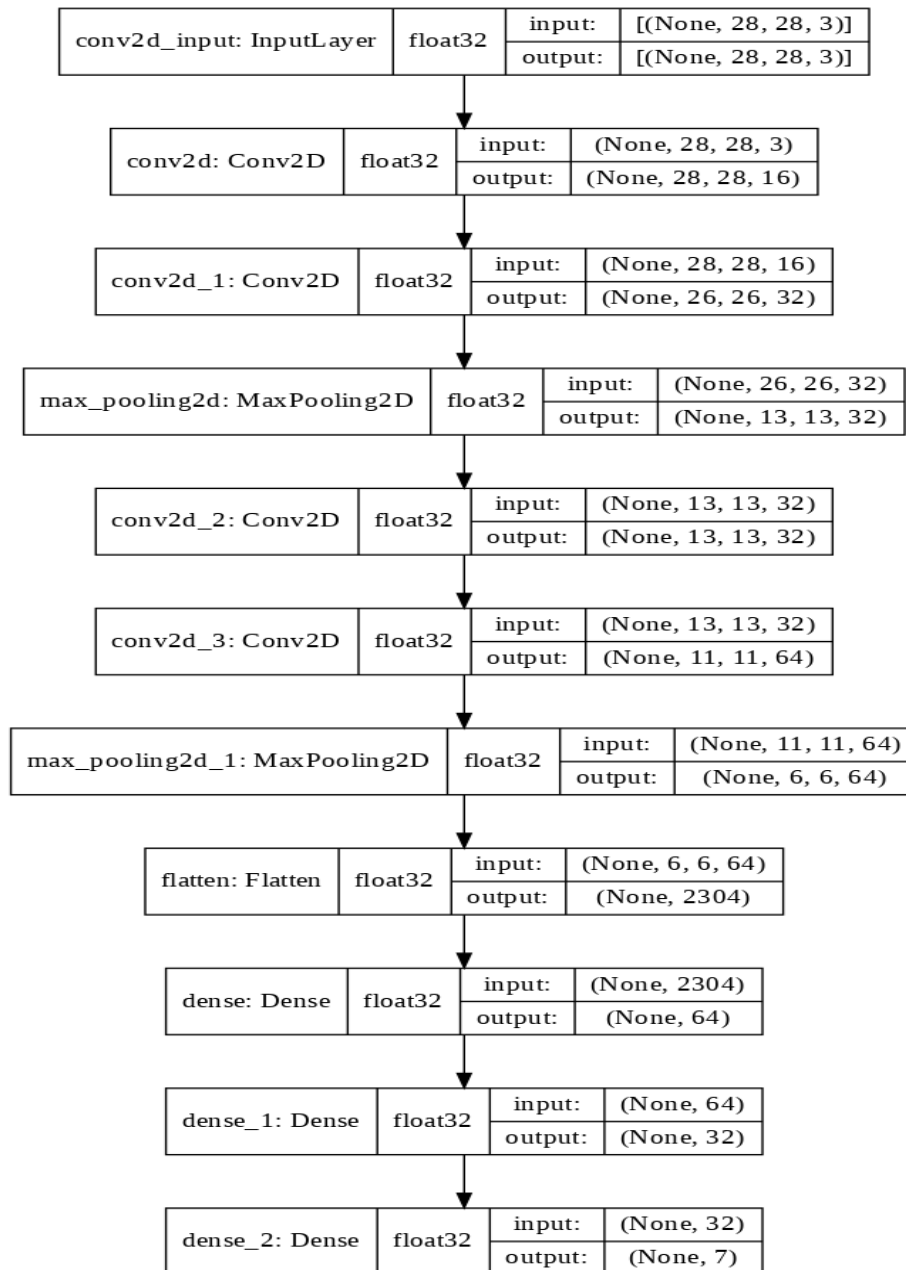 conv2d_input: InputLayer float32 input: [(None, 28, 28, 3)]
output: [(None, 28, 28, 3)]
conv2d: Conv2D float32 input: (None, 28, 28, 3)
output: (None, 28, 28, 16)
conv2d_1: Conv2D float32 input: (None, 28, 28, 16)
output: (None, 26, 26, 32)
max_pooling2d: MaxPooling2D float32 input: (None, 26, 26, 32)
output: (None, 13, 13, 32)
conv2d_2: Conv2D float32 input: (None, 13, 13, 32)
output: (None, 13, 13, 32)
conv2d_3: Conv2D float32 input: (None, 13, 13, 32)
output: (None, 11, 11, 64)
max_pooling2d_1: MaxPooling2D float32 input: (None, 11, 11, 64)
output: (None, 6, 6, 64)
flatten: Flatten float32 input: (None, 6, 6, 64)
output: (None, 2304)
dense: Dense float32 input: (None, 2304)
output: (None, 64)
dense_1: Dense float32 input: (None, 64)
output: (None, 32)
dense_2: Dense float32 input: (None, 32)
output: (None, 7)